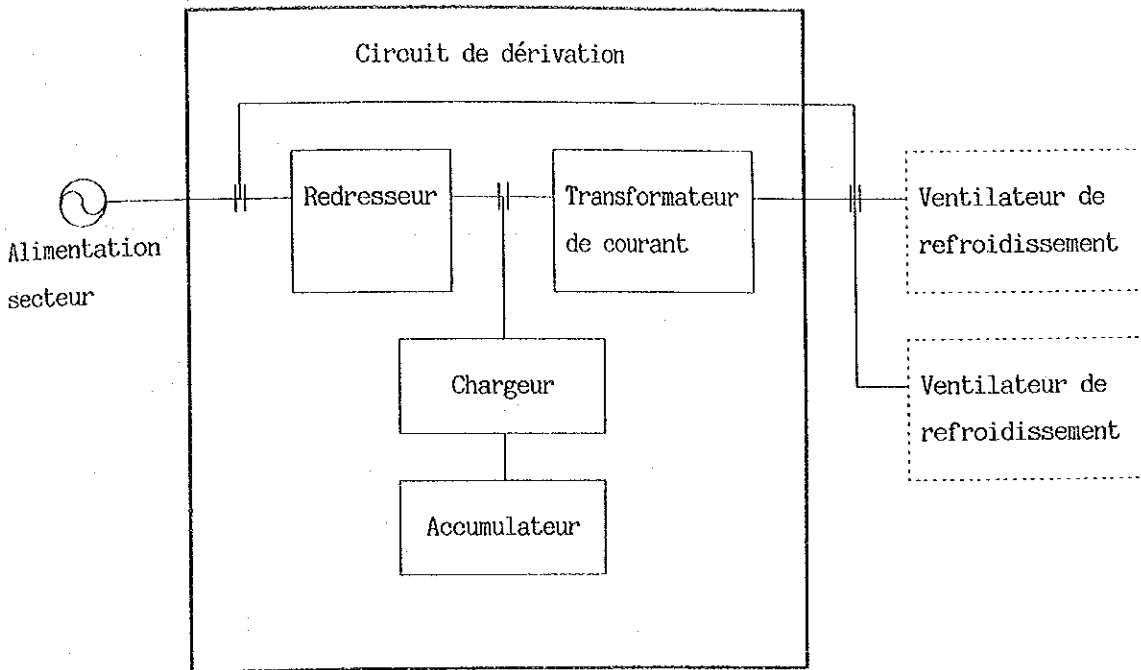 Circuit de dérivation
Redresseur
Transformateur
de courant
Ventilateur de
refroidissement
Alimentation
secteur
Chargeur
Ventilateur de
refroidissement
Accumulateur